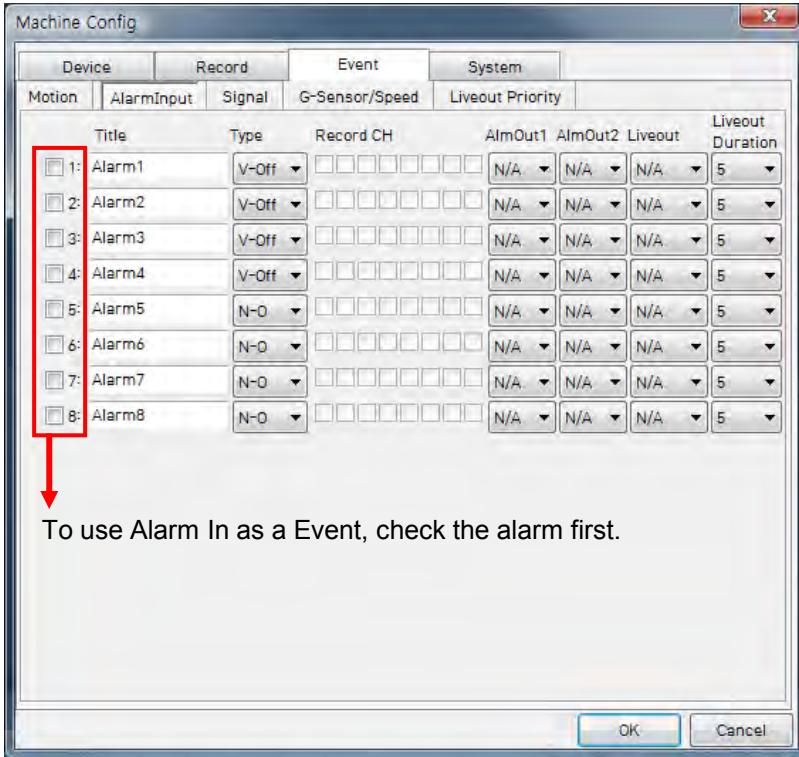 Machine Config
Device Record Event System
Motion AlarmInput Signal G-Sensor/Speed Liveout Priority
Title Type Record CH AlmOut1 AlmOut2 Liveout Liveout Duration
1: Alarm1 V-Off N/A N/A N/A 5
2: Alarm2 V-Off N/A N/A N/A 5
3: Alarm3 V-Off N/A N/A N/A 5
4: Alarm4 V-Off N/A N/A N/A 5
5: Alarm5 N-O N/A N/A N/A 5
6: Alarm6 N-O N/A N/A N/A 5
7: Alarm7 N-O N/A N/A N/A 5
8: Alarm8 N-O N/A N/A N/A 5
To use Alarm In as a Event, check the alarm first.
OK Cancel